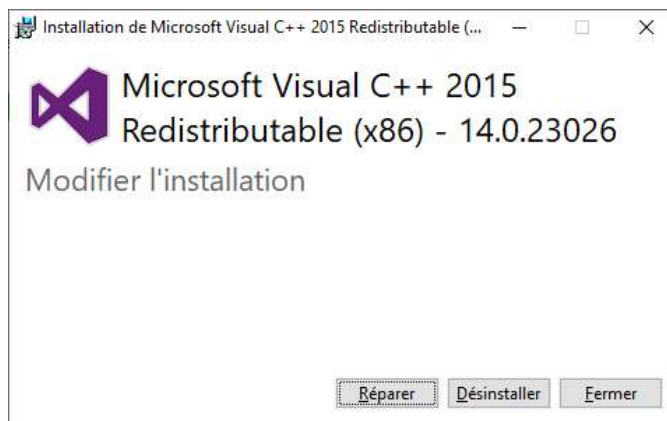 Installation de Microsoft Visual C++ 2015 Redistributable (...
Microsoft Visual C++ 2015
Redistributable (x86) - 14.0.23026
Modifier l'installation
Réparer
Désinstaller
Fermer